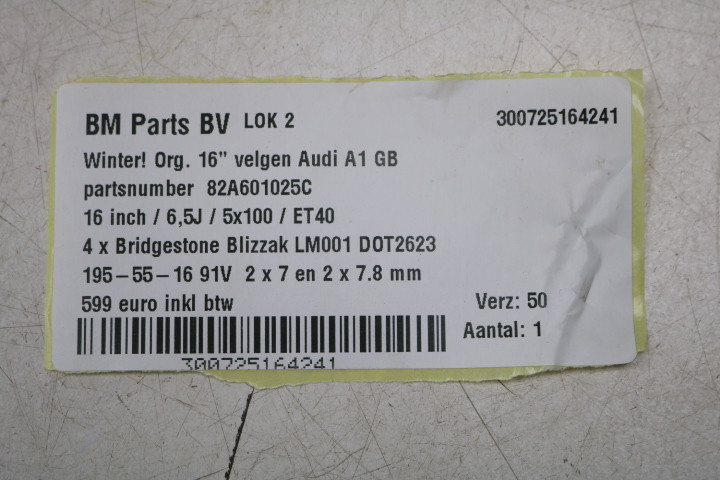 BM Parts BV LOK 2 300725164241
Winter! Org. 16" velgen Audi A1 GB
partsnumber 82A601025C
16 inch / 6,5J / 5x100 / ET40
4 x Bridgestone Blizzak LM001 DOT2623
195-55-16 91V 2 x 7 en 2 x 7.8 mm
599 euro inkl btw Verz: 50
Aantal: 1
300725164241